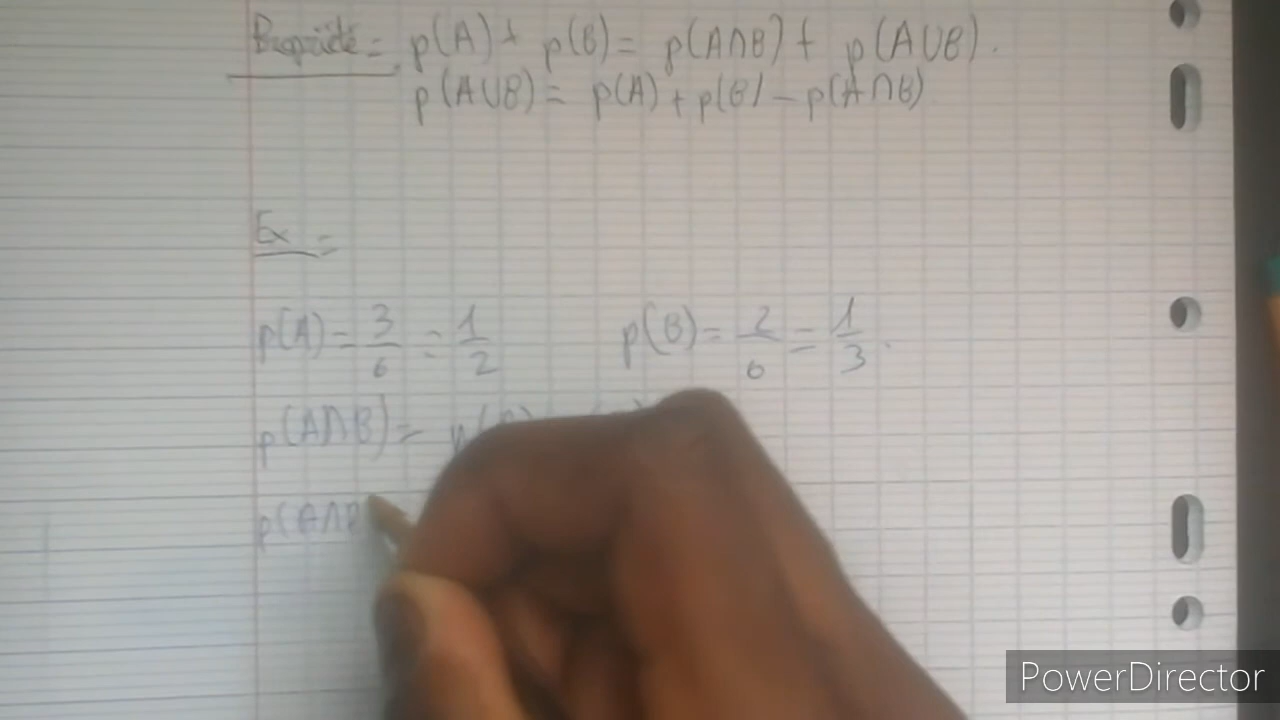 Propriété = p(A) + p(B) = p(A∩B) + p(A∪B).
p(A∪B) = p(A) + p(B) - p(A∩B)
Ex =
p(A) = 3/6 = 1/2 p(B) = 2/6 = 1/3.
p(A∩B) =
PowerDirector